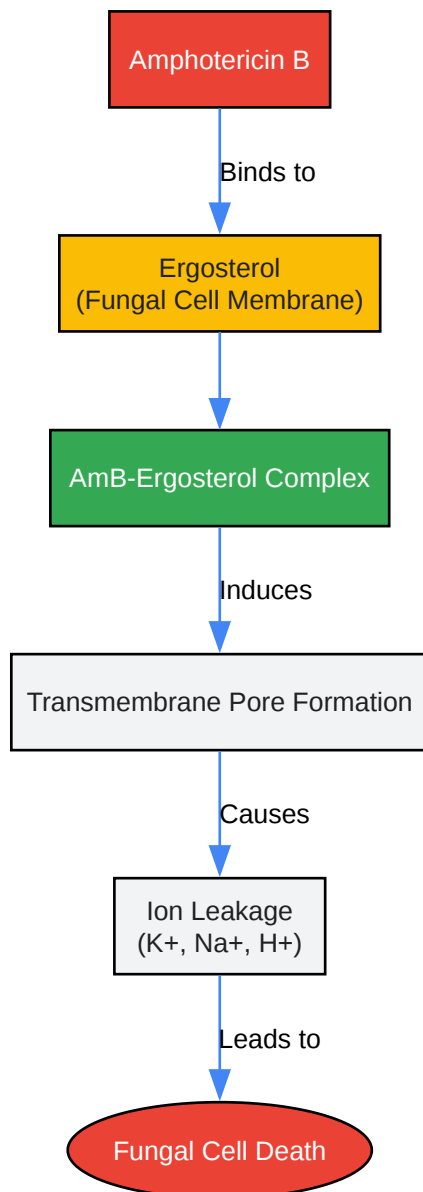 Amphotericin B
Binds to
Ergosterol
(Fungal Cell Membrane)
AmB-Ergosterol Complex
Induces
Transmembrane Pore Formation
Causes
Ion Leakage
(K+, Na+, H+)
Leads to
Fungal Cell Death